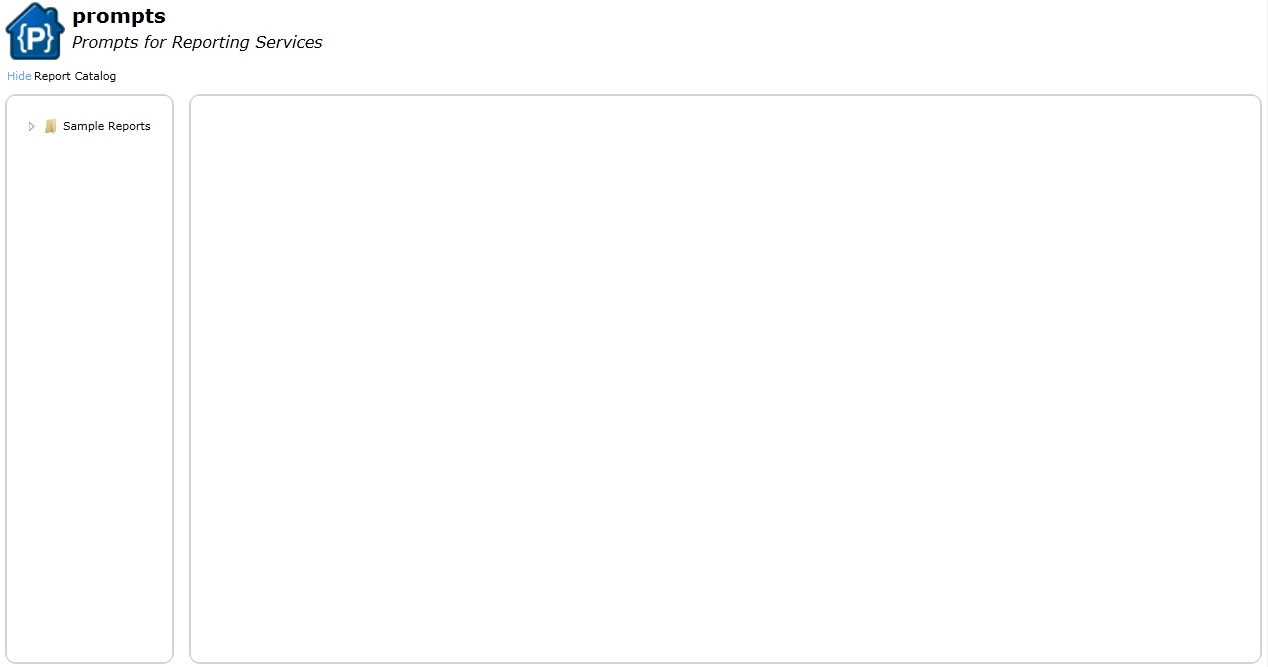 {P}
prompts
Prompts for Reporting Services
Hide Report Catalog
Sample Reports